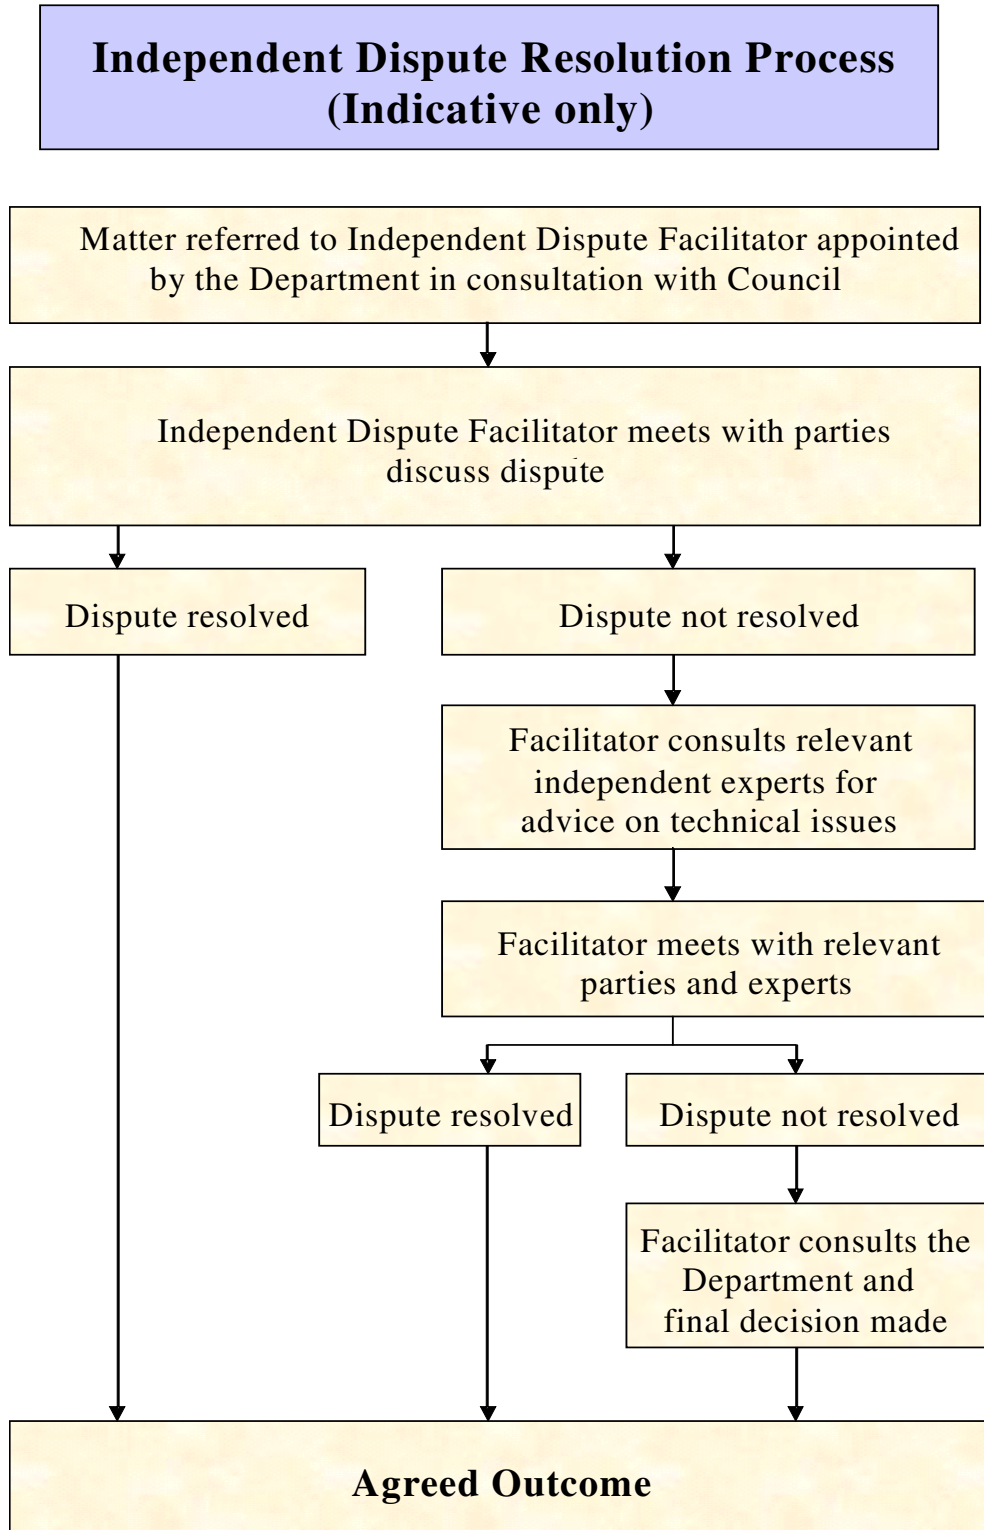 Independent Dispute Resolution Process
(Indicative only)
Matter referred to Independent Dispute Facilitator appointed
by the Department in consultation with Council
Independent Dispute Facilitator meets with parties
discuss dispute
Dispute resolved
Dispute not resolved
Facilitator consults relevant
independent experts for
advice on technical issues
Facilitator meets with relevant
parties and experts
Dispute resolved
Dispute not resolved
Facilitator consults the
Department and
final decision made
Agreed Outcome